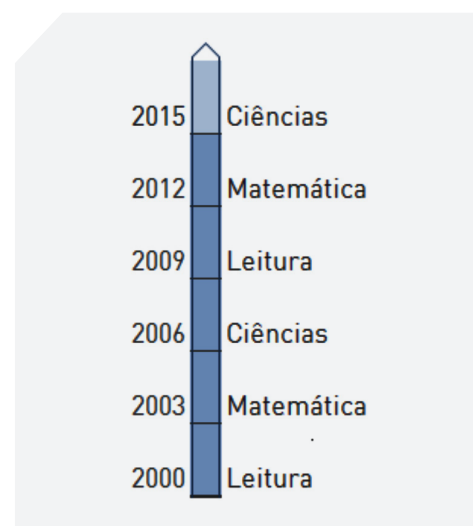 2015 Ciências
2012 Matemática
2009 Leitura
2006 Ciências
2003 Matemática
2000 Leitura